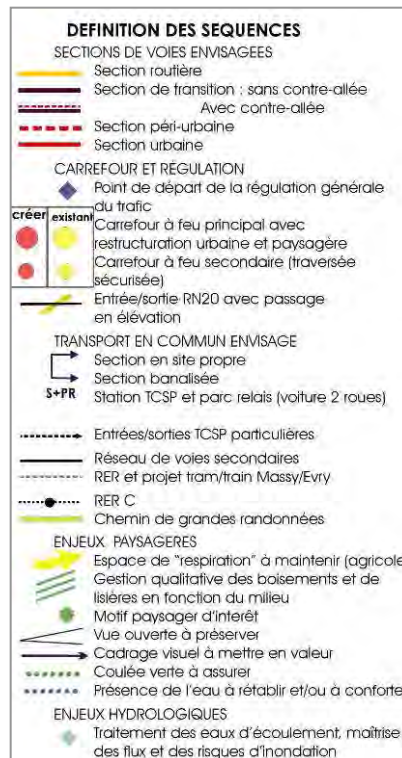 DEFINITION DES SEQUENCES
SECTIONS DE VOIES ENVISAGEES
Section routière
Section de transition : sans contre-allée
Avec contre-allée
Section péri-urbaine
Section urbaine
CARREFOUR ET RÉGULATION
Point de départ de la régulation générale
du trafic
créer existant
Carrefour à feu principal avec
restructuration urbaine et paysagère
Carrefour à feu secondaire (traversée
sécurisée)
Entrée/sortie RN20 avec passage
en élévation
TRANSPORT EN COMMUN ENVISAGE
Section en site propre
Section banalisée
S+PR Station TCSP et parc relais (voiture 2 roues)
Entrées/sorties TCSP particulières
Réseau de voies secondaires
RER et projet tram/train Massy/Evry
RER C
Chemin de grandes randonnées
ENJEUX PAYSAGERES
Espace de "respiration" à maintenir (agricole
Gestion qualitative des boisements et de
lisières en fonction du milieu
Motif paysager d'interêt
Vue ouverte à préserver
Cadrage visuel à mettre en valeur
Coulée verte à assurer
Présence de l'eau à rétablir et/ou à conforte
ENJEUX HYDROLOGIQUES
Traitement des eaux d'écoulement, maîtrise
des flux et des risques d'inondation